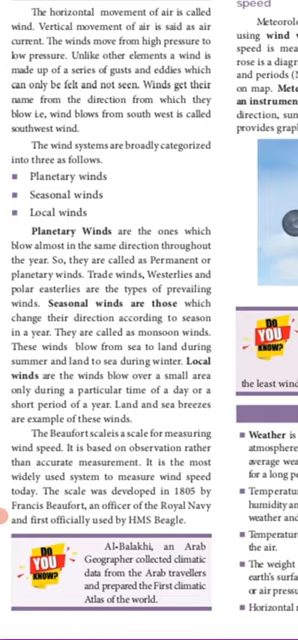 The horizontal movement of air is called
wind. Vertical movement of air is said as air
current. The winds move from high pressure to
low pressure. Unlike other elements a wind is
made up of a series of gusts and eddies which
can only be felt and not seen. Winds get their
name from the direction from which they
blow i.e, wind blows from south west is called
southwest wind.
The wind systems are broadly categorized
into three as follows.
Planetary winds
Seasonal winds
Local winds
Planetary Winds are the ones which
blow almost in the same direction throughout
the year. So, they are called as Permanent or
planetary winds. Trade winds, Westerlies and
polar easterlies are the types of prevailing
winds. Seasonal winds are those which
change their direction according to season
in a year. They are called as monsoon winds.
These winds blow from sea to land during
summer and land to sea during winter. Local
winds are the winds blow over a small area
only during a particular time of a day or a
short period of a year. Land and sea breezes
are example of these winds.
The Beaufort scaleis a scale for measuring
wind speed. It is based on observation rather
than accurate measurement. It is the most
widely used system to measure wind speed
today. The scale was developed in 1805 by
Francis Beaufort, an officer of the Royal Navy
and first officially used by HMS Beagle.
DO
YOU
KNOW?
Al-Balakhi, an Arab
Geographer collected climatic
data from the Arab travellers
and prepared the First climatic
Atlas of the world.
speed
Meteorol
using wind v
speed is mea
rose is a diagr
and periods (N
on map. Mete
an instrumen
direction, sun
provides grap
DO
YOU
KNOW?
the least wind
Weather is
atmosphere
average wea
for a long pe
Temperatu
humidity an
weather and
Temperature
the air.
The weight
earth's surfa
or air pressu
Horizontal r